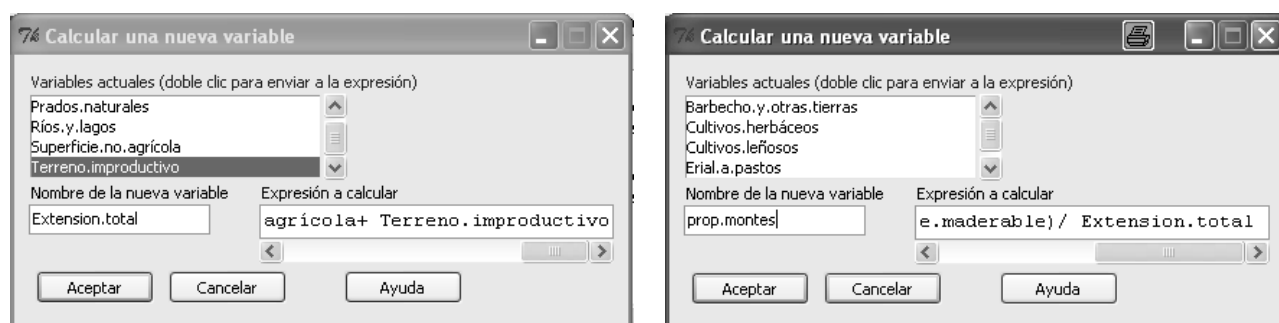 Calcular una nueva variable
Variables actuales (doble clic para enviar a la expresión)
Prados.naturales
Ríos.y.lagos
Superficie.no.agrícola
Terreno.improductivo
Nombre de la nueva variable Expresión a calcular
Extension.total agrícola+ Terreno.improductivo
Aceptar Cancelar Ayuda
Calcular una nueva variable
Variables actuales (doble clic para enviar a la expresión)
Barbecho.y.otras.tierras
Cultivos.herbáceos
Cultivos.leñosos
Erial.a.pastos
Nombre de la nueva variable Expresión a calcular
prop.montes e.maderable)/ Extension.total
Aceptar Cancelar Ayuda